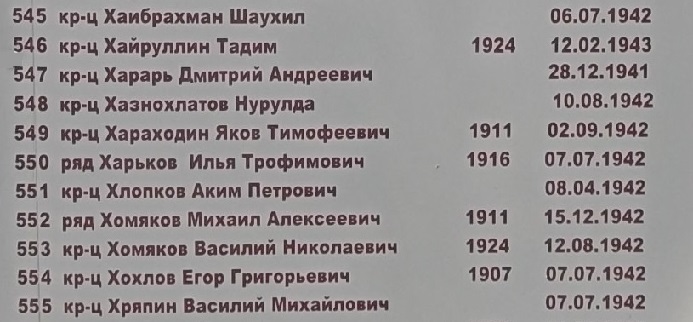 545 кр-ц Хаибрахман Шаухил 06.07.1942
546 кр-ц Хайруллин Тадим 1924 12.02.1943
547 кр-ц Харарь Дмитрий Андреевич 28.12.1941
548 кр-ц Хазнохлатов Нурулда 10.08.1942
549 кр-ц Хараходин Яков Тимофеевич 1911 02.09.1942
550 ряд Харьков Илья Трофимович 1916 07.07.1942
551 кр-ц Хлопков Аким Петрович 08.04.1942
552 ряд Хомяков Михаил Алексеевич 1911 15.12.1942
553 кр-ц Хомяков Василий Николаевич 1924 12.08.1942
554 кр-ц Хохлов Егор Григорьевич 1907 07.07.1942
555 кр-ц Хряпин Василий Михайлович 07.07.1942